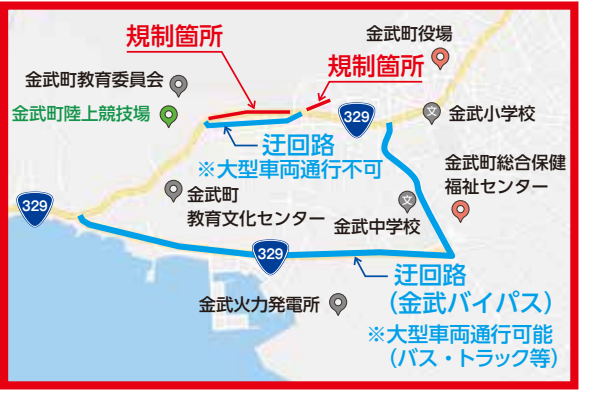 規制箇所
金武町役場
規制箇所
金武町教育委員会
金武町陸上競技場
329
文
金武小学校
迂回路
※大型車両通行不可
金武町総合保健
福祉センター
金武町
教育文化センター
文
金武中学校
329
329
迂回路
(金武バイパス)
金武火力発電所
※大型車両通行可能
(バス・トラック等)